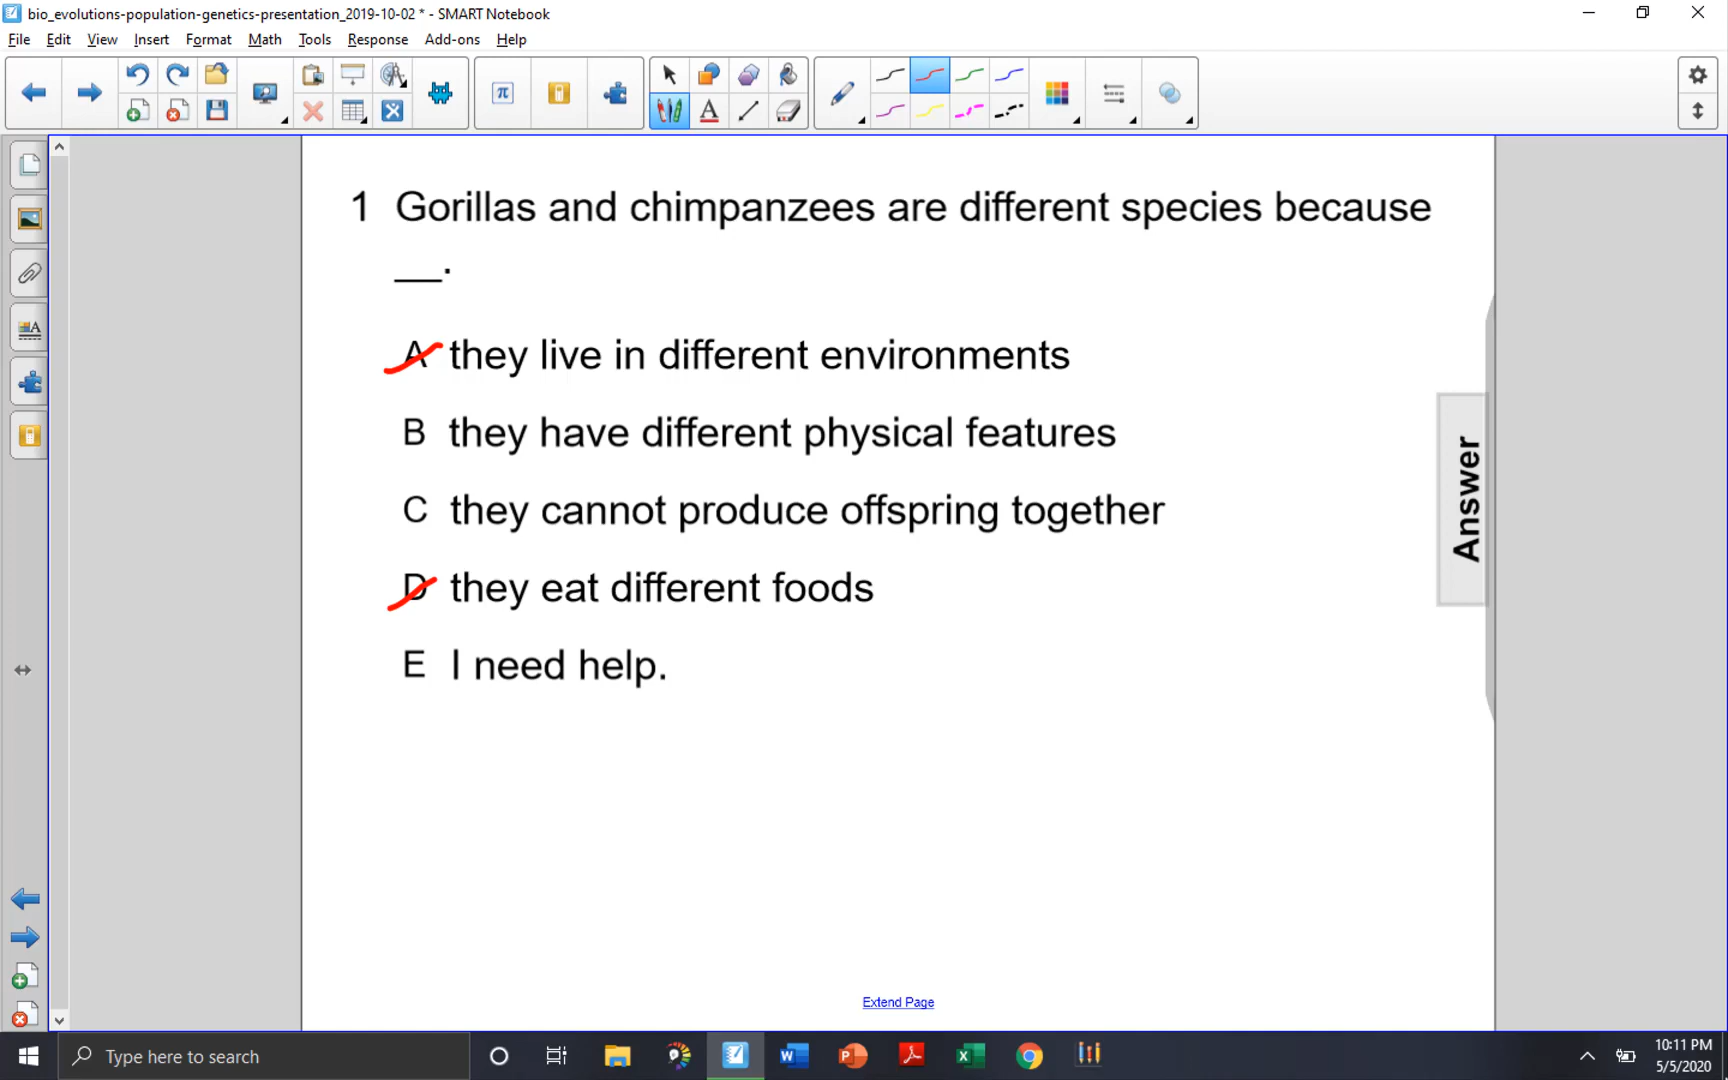 bio_evolutions-population-genetics-presentation_2019-10-02 * - SMART Notebook
File Edit View Insert Format Math Tools Response Add-ons Help
1 Gorillas and chimpanzees are different species because
__.
A they live in different environments
B they have different physical features
C they cannot produce offspring together
D they eat different foods
E I need help.
Answer
Extend Page
Type here to search
10:11 PM
5/5/2020